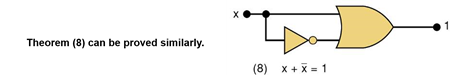 x
1
Theorem (8) can be proved similarly.
(8) x + x̅ = 1